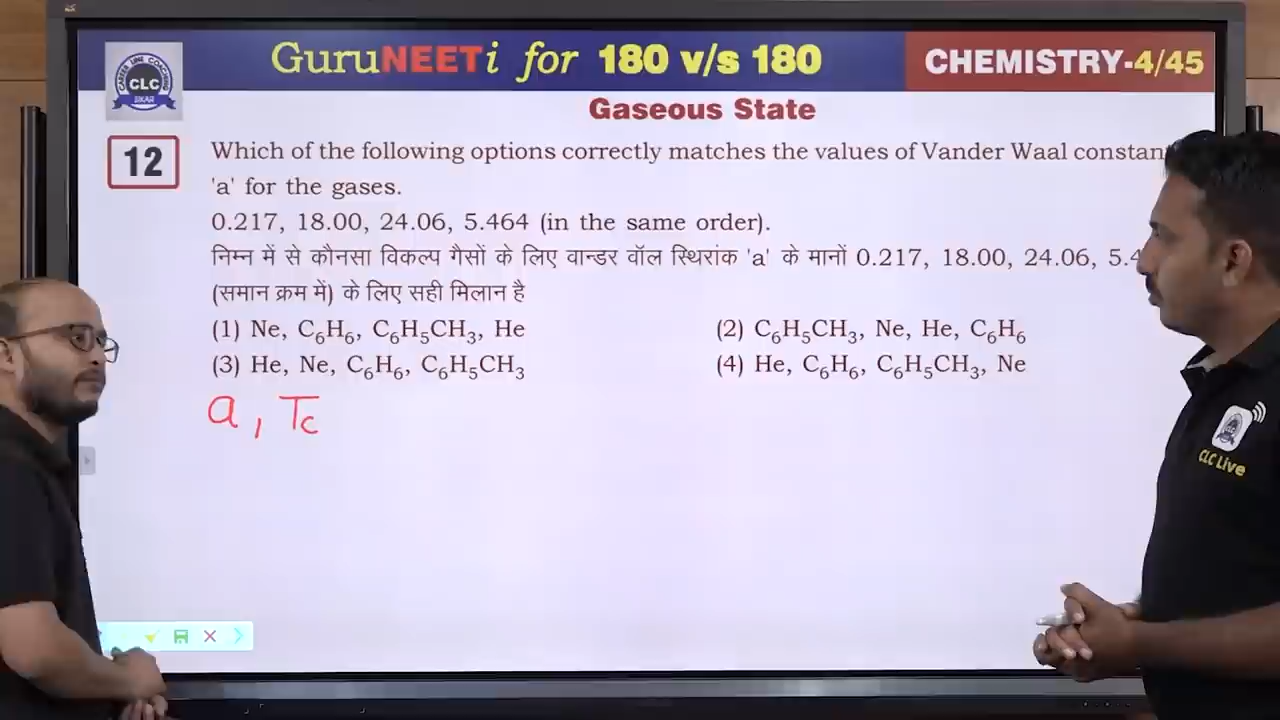 GuruNEETi for 180 v/s 180
CHEMISTRY-4/45
CLC
SIKAR
Gaseous State
12
Which of the following options correctly matches the values of Vander Waal constan
'a' for the gases.
0.217, 18.00, 24.06, 5.464 (in the same order).
निम्न में से कौनसा विकल्प गैसों के लिए वान्डर वॉल स्थिरांक 'a' के मानों 0.217, 18.00, 24.06, 5.4
(समान क्रम में) के लिए सही मिलान है
(1) Ne, C₆H₆, C₆H₅CH₃, He
(2) C₆H₅CH₃, Ne, He, C₆H₆
(3) He, Ne, C₆H₆, C₆H₅CH₃
(4) He, C₆H₆, C₆H₅CH₃, Ne
a, Tc
CLC Live